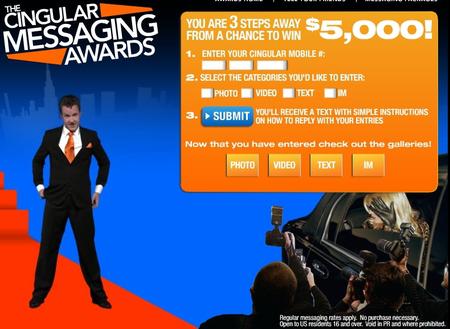 THE
CINGULAR
MESSAGING
AWARDS
YOU ARE 3 STEPS AWAY
FROM A CHANCE TO WIN $5,000!
1. ENTER YOUR CINGULAR MOBILE #:
2. SELECT THE CATEGORIES YOU'D LIKE TO ENTER:
PHOTO VIDEO TEXT IM
3. SUBMIT YOU'LL RECEIVE A TEXT WITH SIMPLE INSTRUCTIONS
ON HOW TO REPLY WITH YOUR ENTRIES
Now that you have entered check out the galleries!
PHOTO VIDEO TEXT IM
Regular messaging rates apply. No purchase necessary.
Open to US residents 16 and over. Void in PR and where prohibited.